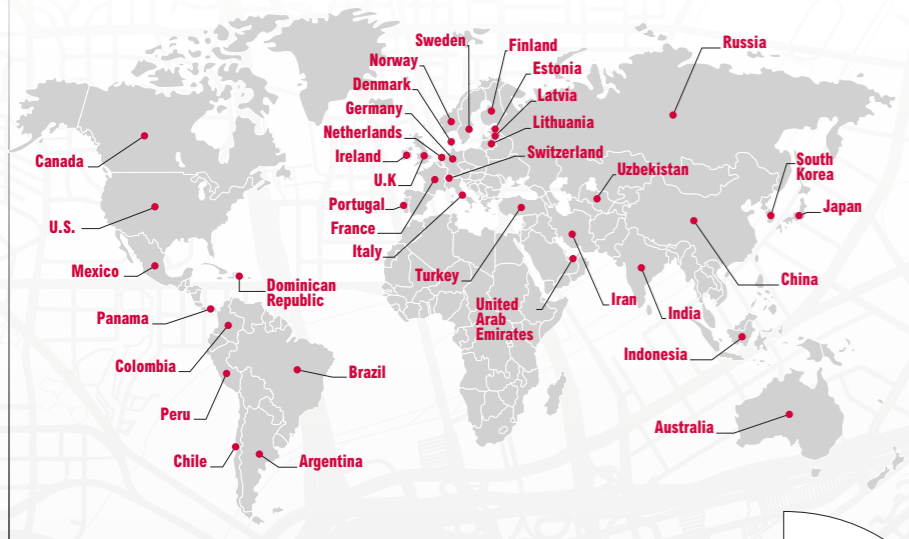 Sweden
Finland
Russia
Norway
Estonia
Denmark
Latvia
Germany
Lithuania
Netherlands
Switzerland
Canada
Ireland
Uzbekistan
South
Korea
U.K
Portugal
Japan
U.S.
France
Italy
Mexico
Turkey
China
Dominican
Republic
United
Arab
Emirates
Iran
India
Panama
Indonesia
Colombia
Brazil
Peru
Australia
Chile
Argentina